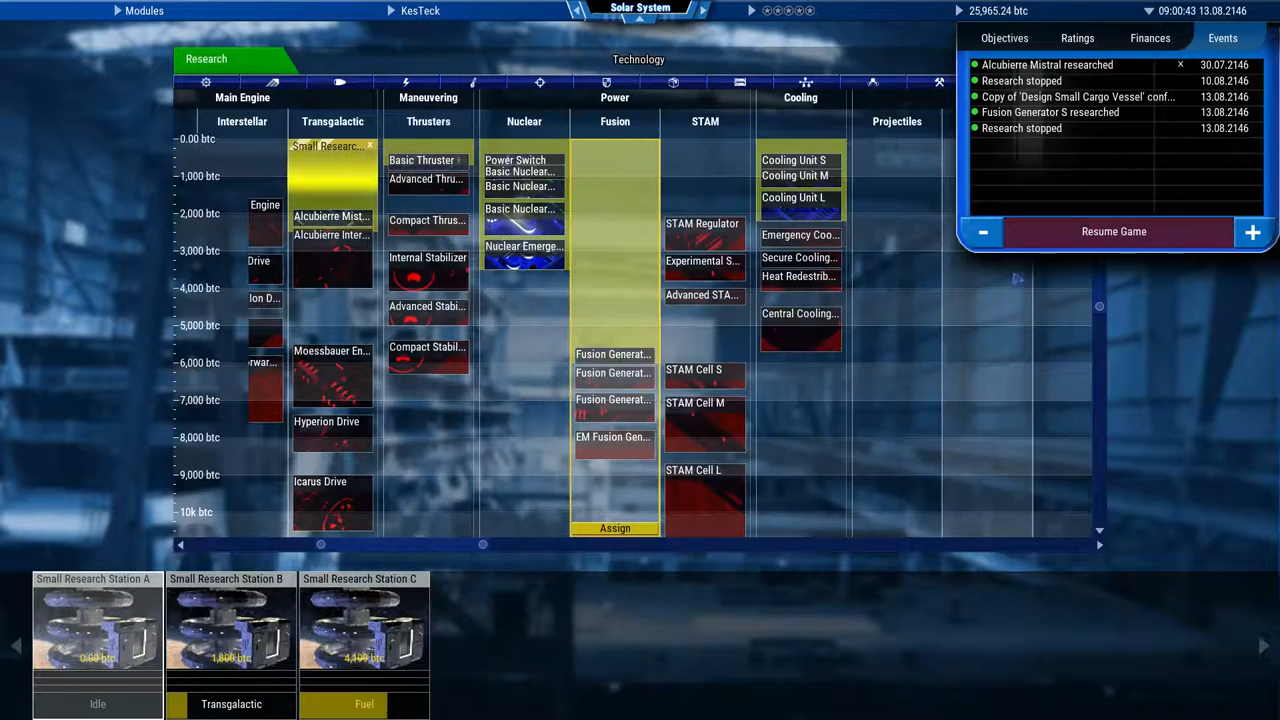 Modules
KesTeck
Solar System
25,965.24 btc
09:00:43 13.08.2146
Objectives
Ratings
Finances
Events
Alcubierre Mistral researched x 30.07.2146
Research stopped 10.08.2146
Copy of 'Design Small Cargo Vessel' conf... 13.08.2146
Fusion Generator S researched 13.08.2146
Research stopped 13.08.2146
- Resume Game +
Research
Technology
Main Engine
Maneuvering
Power
Cooling
Interstellar
Transgalactic
Thrusters
Nuclear
Fusion
STAM
Projectiles
0.00 btc
1,000 btc
2,000 btc
3,000 btc
4,000 btc
5,000 btc
6,000 btc
7,000 btc
8,000 btc
9,000 btc
10k btc
Engine
Drive
Ion D...
rwar...
Small Researc... x
Alcubierre Mist...
Alcubierre Inter...
Moessbauer En...
Hyperion Drive
Icarus Drive
Basic Thruster
Advanced Thru...
Compact Thrus...
Internal Stabilizer
Advanced Stabi...
Compact Stabil...
Power Switch
Basic Nuclear...
Basic Nuclear...
Basic Nuclear...
Nuclear Emerge...
Fusion Generat...
Fusion Generat...
Fusion Generat...
EM Fusion Gen...
Assign
STAM Regulator
Experimental S...
Advanced STA...
STAM Cell S
STAM Cell M
STAM Cell L
Cooling Unit S
Cooling Unit M
Cooling Unit L
Emergency Coo...
Secure Cooling...
Heat Redestrib...
Central Cooling...
Small Research Station A
0.00 btc
Idle
Small Research Station B
1,800 btc
Transgalactic
Small Research Station C
4,199 btc
Fuel